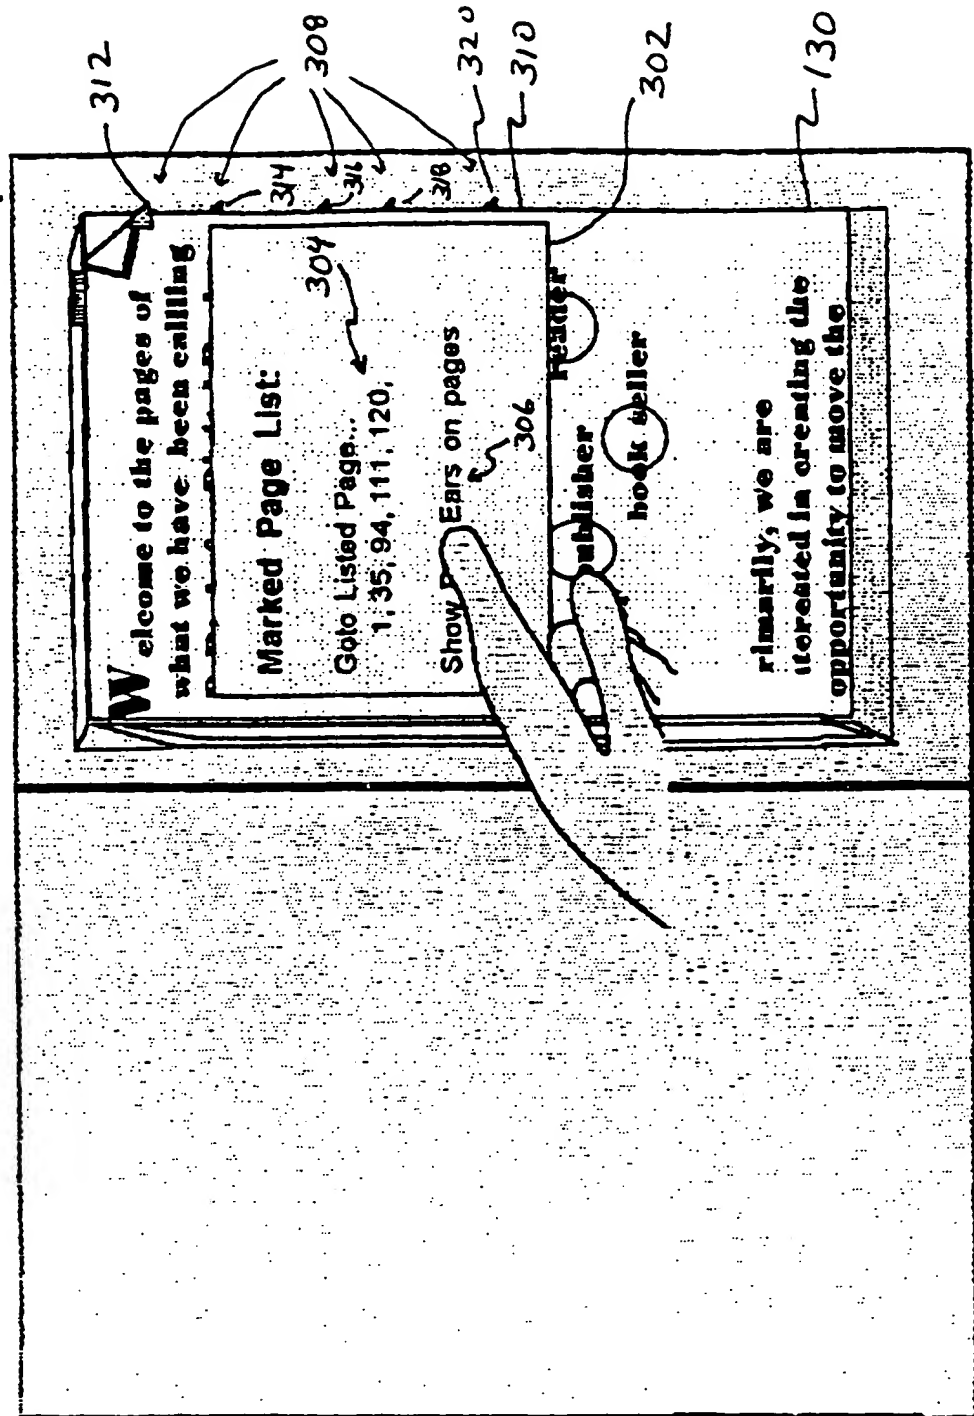 Welcome to the pages of
what we have been callling
Marked Page List:
Goto Listed Page...
1, 35, 94, 111, 120,
Show Ears on pages
reader
publisher
book seller
rimarily, we are
iterested in creating the
opportunity to move the
312
308
314
316
318
320
310
304
302
306
130